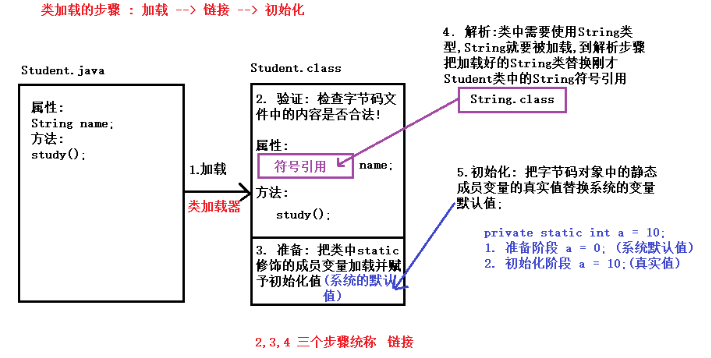 类加载的步骤 : 加载 --> 链接 --> 初始化
Student.java
属性:
String name;
方法:
study();
1.加载
类加载器
Student.class
2. 验证: 检查字节码文
件中的内容是否合法!
属性:
符号引用 name;
方法:
study();
3. 准备: 把类中static
修饰的成员变量加载并赋
予初始化值(系统的默认
值)
4. 解析:类中需要使用String类
型,String就要被加载,到解析步骤
把加载好的String类替换刚才
Student类中的String符号引用
String.class
5.初始化: 把字节码对象中的静态
成员变量的真实值替换系统的变量
默认值;
private static int a = 10;
1. 准备阶段 a = 0; (系统默认值)
2. 初始化阶段 a = 10;(真实值)
2,3,4 三个步骤统称 链接